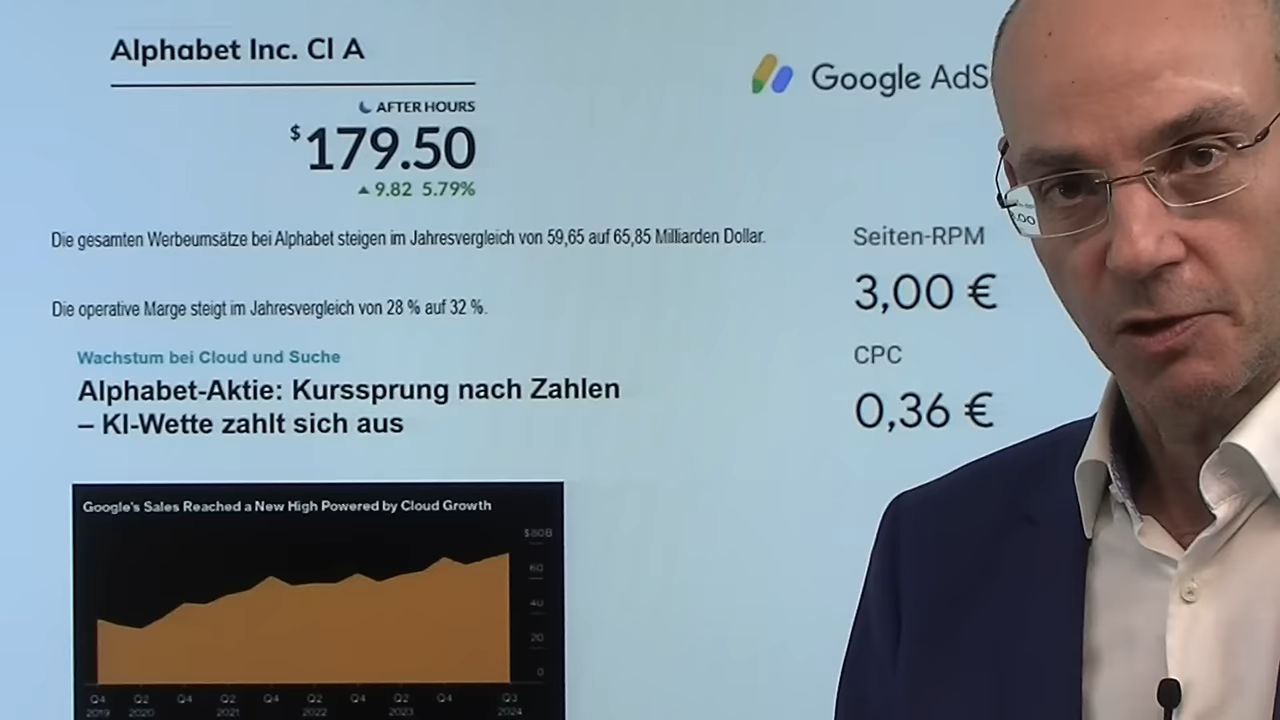 Alphabet Inc. Cl A
AFTER HOURS
$179.50
▲ 9.82 5.79%
Die gesamten Werbeumsätze bei Alphabet steigen im Jahresvergleich von 59,65 auf 65,85 Milliarden Dollar.
Die operative Marge steigt im Jahresvergleich von 28 % auf 32 %.
Wachstum bei Cloud und Suche
Alphabet-Aktie: Kurssprung nach Zahlen
– KI-Wette zahlt sich aus
Google's Sales Reached a New High Powered by Cloud Growth
$80B
60
40
20
0
Q4 Q2 Q4 Q2 Q4 Q2 Q4 Q2 Q4 Q3
2019 2020 2021 2022 2023 2024
Google AdS
Seiten-RPM
3,00 €
CPC
0,36 €